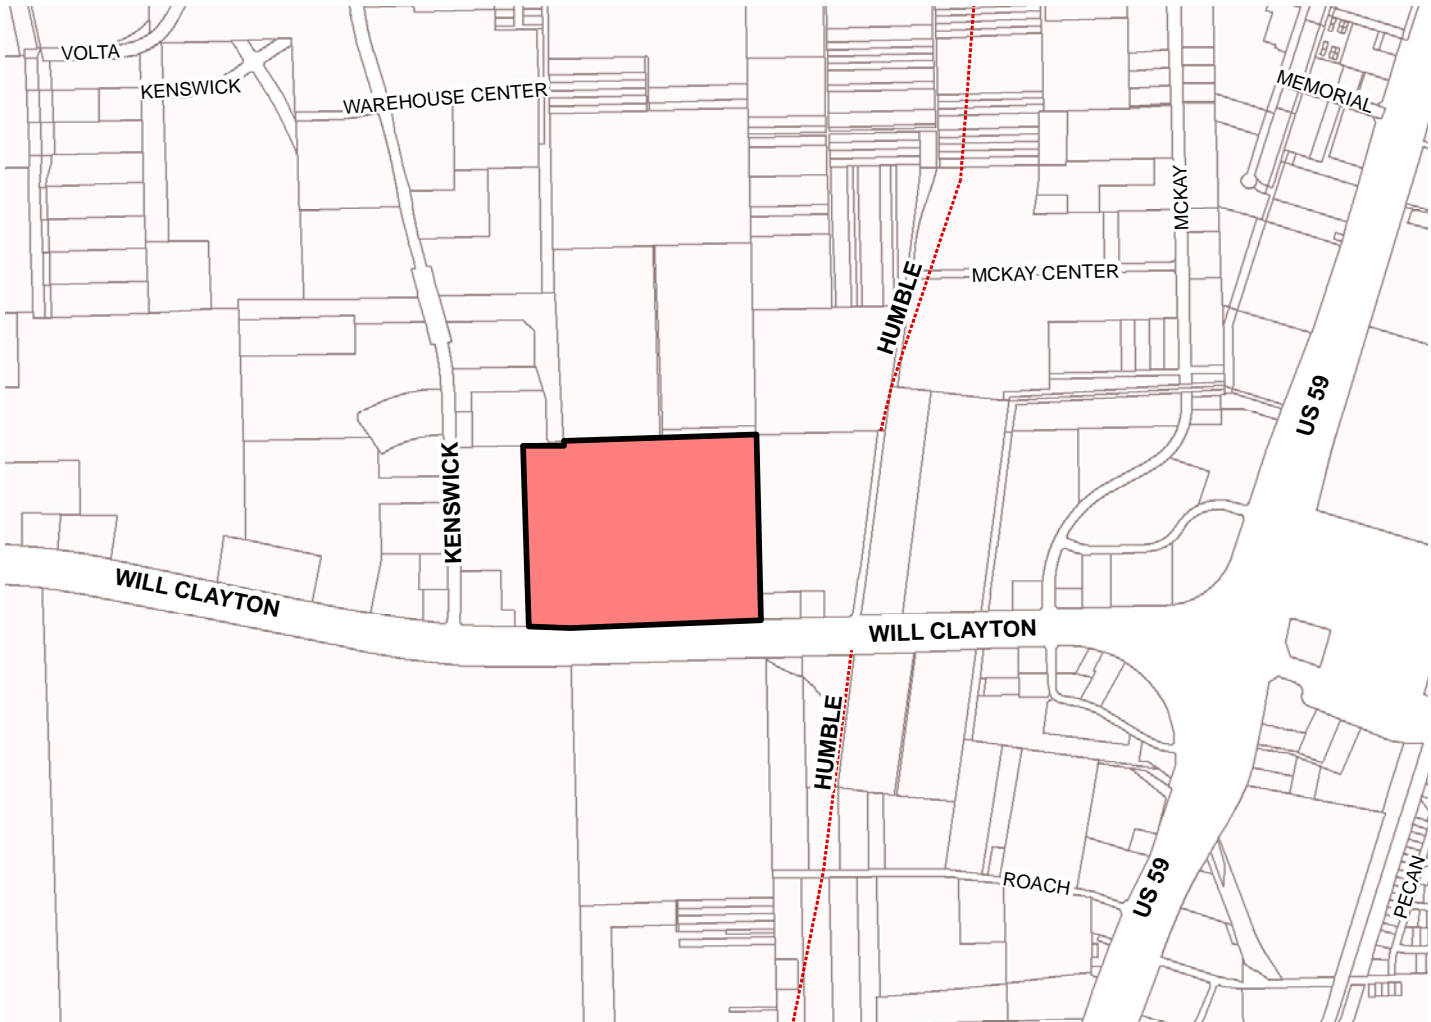 VOLTA
KENSWICK
WAREHOUSE CENTER
MEMORIAL
MCKAY
MCKAY CENTER
HUMBLE
US 59
KENSWICK
WILL CLAYTON
WILL CLAYTON
HUMBLE
ROACH
US 59
PECAN